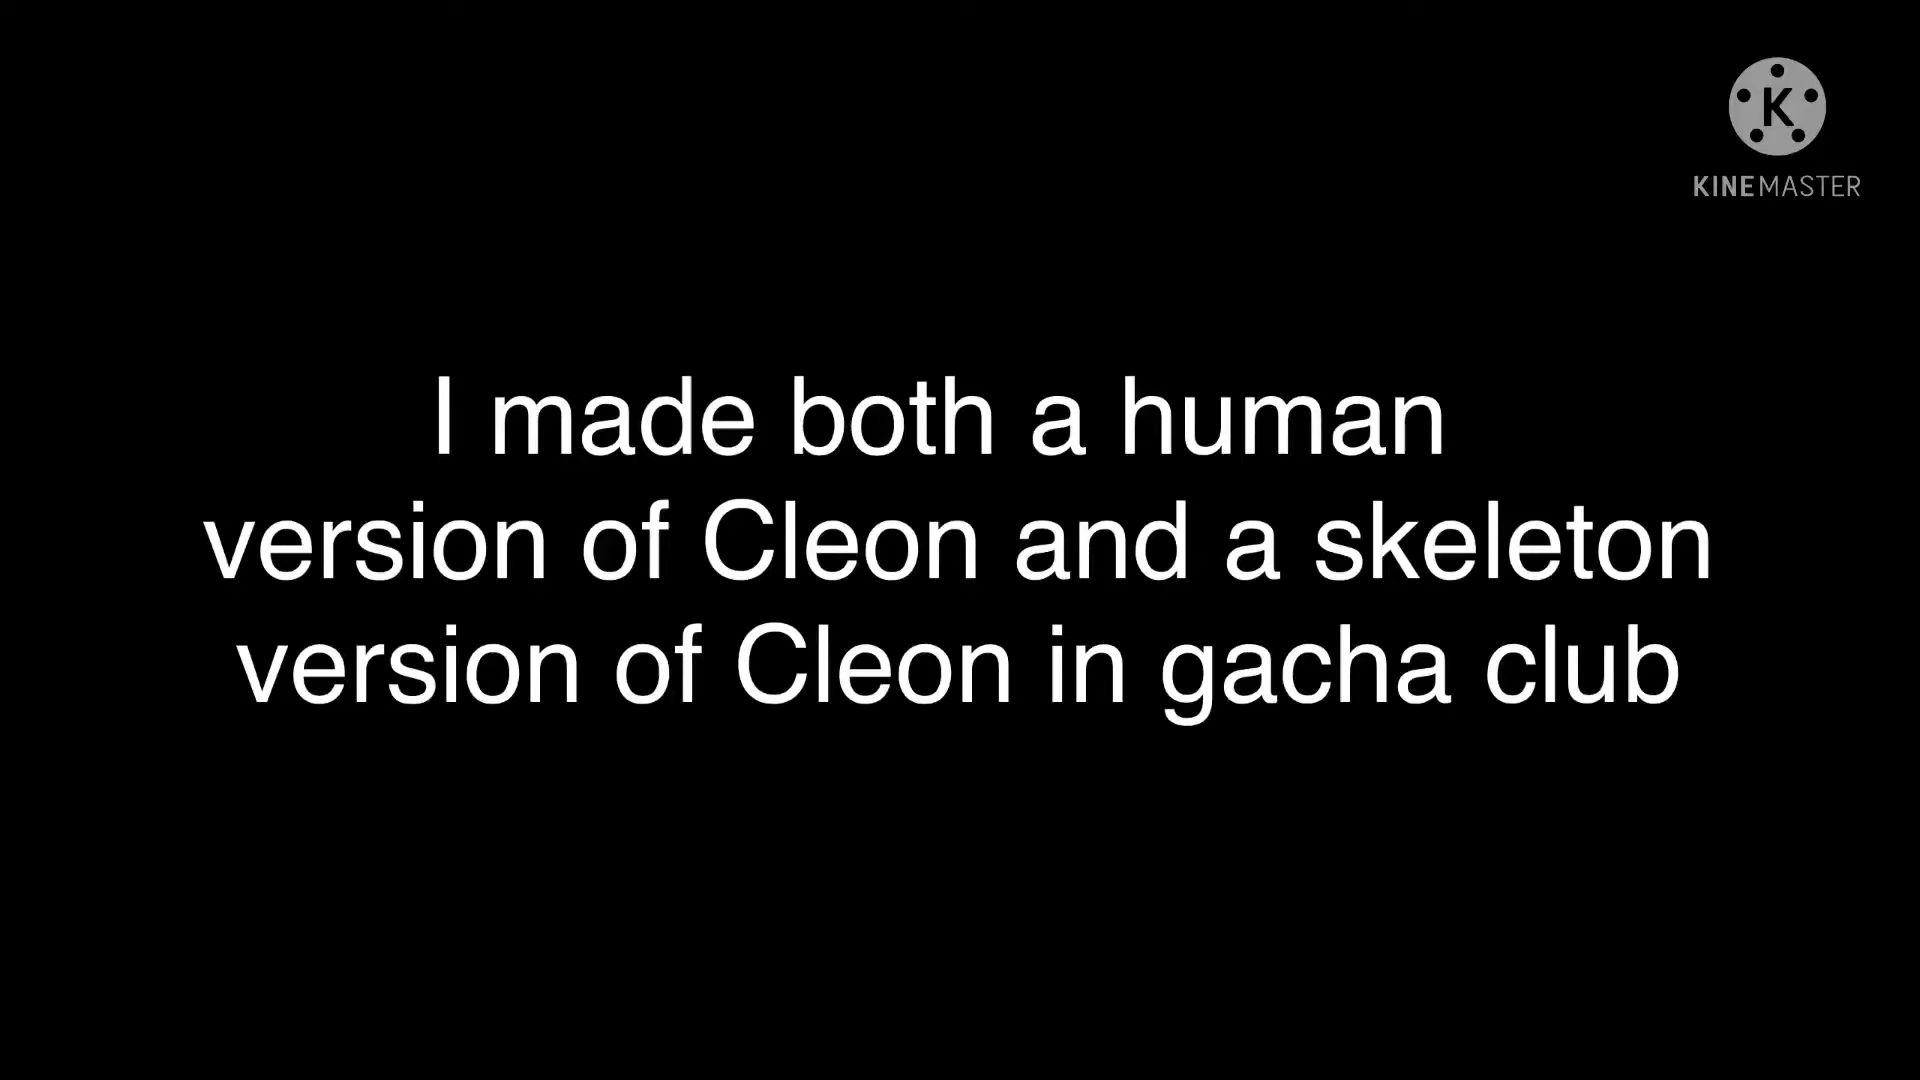 K
KINEMASTER
I made both a human
version of Cleon and a skeleton
version of Cleon in gacha club